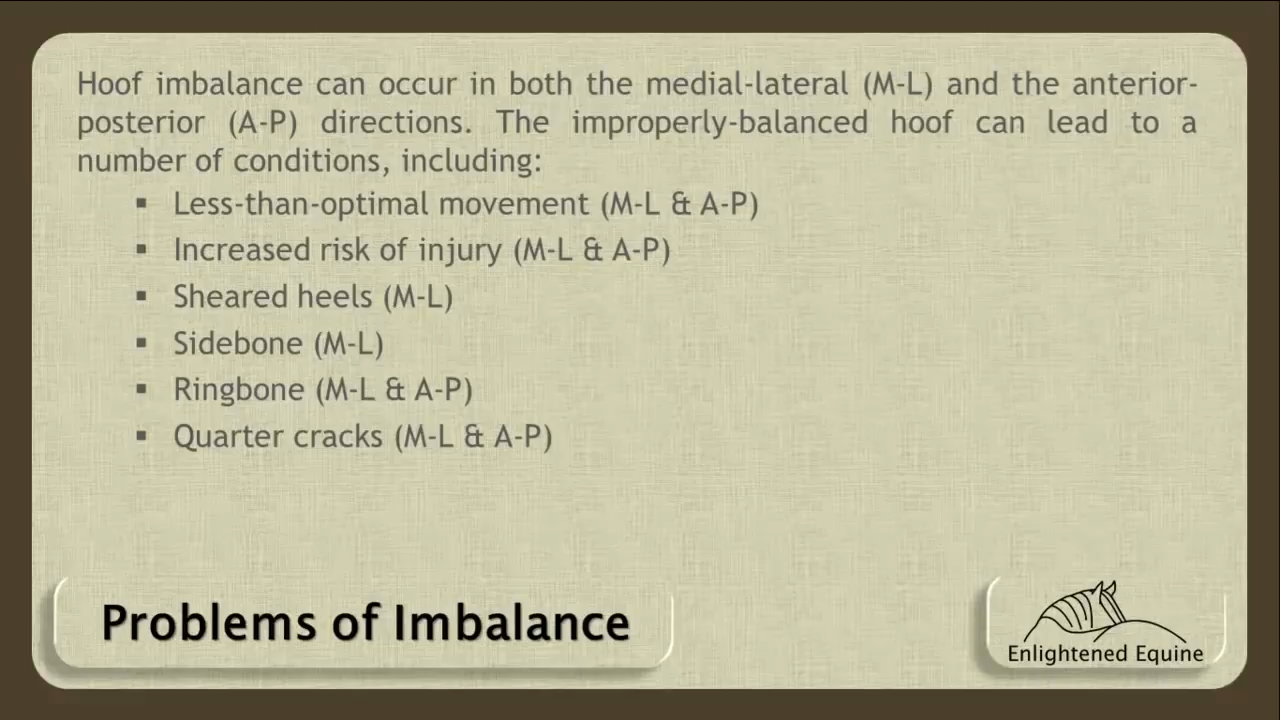 Hoof imbalance can occur in both the medial-lateral (M-L) and the anterior-
posterior (A-P) directions. The improperly-balanced hoof can lead to a
number of conditions, including:
▪ Less-than-optimal movement (M-L & A-P)
▪ Increased risk of injury (M-L & A-P)
▪ Sheared heels (M-L)
▪ Sidebone (M-L)
▪ Ringbone (M-L & A-P)
▪ Quarter cracks (M-L & A-P)
Problems of Imbalance
Enlightened Equine